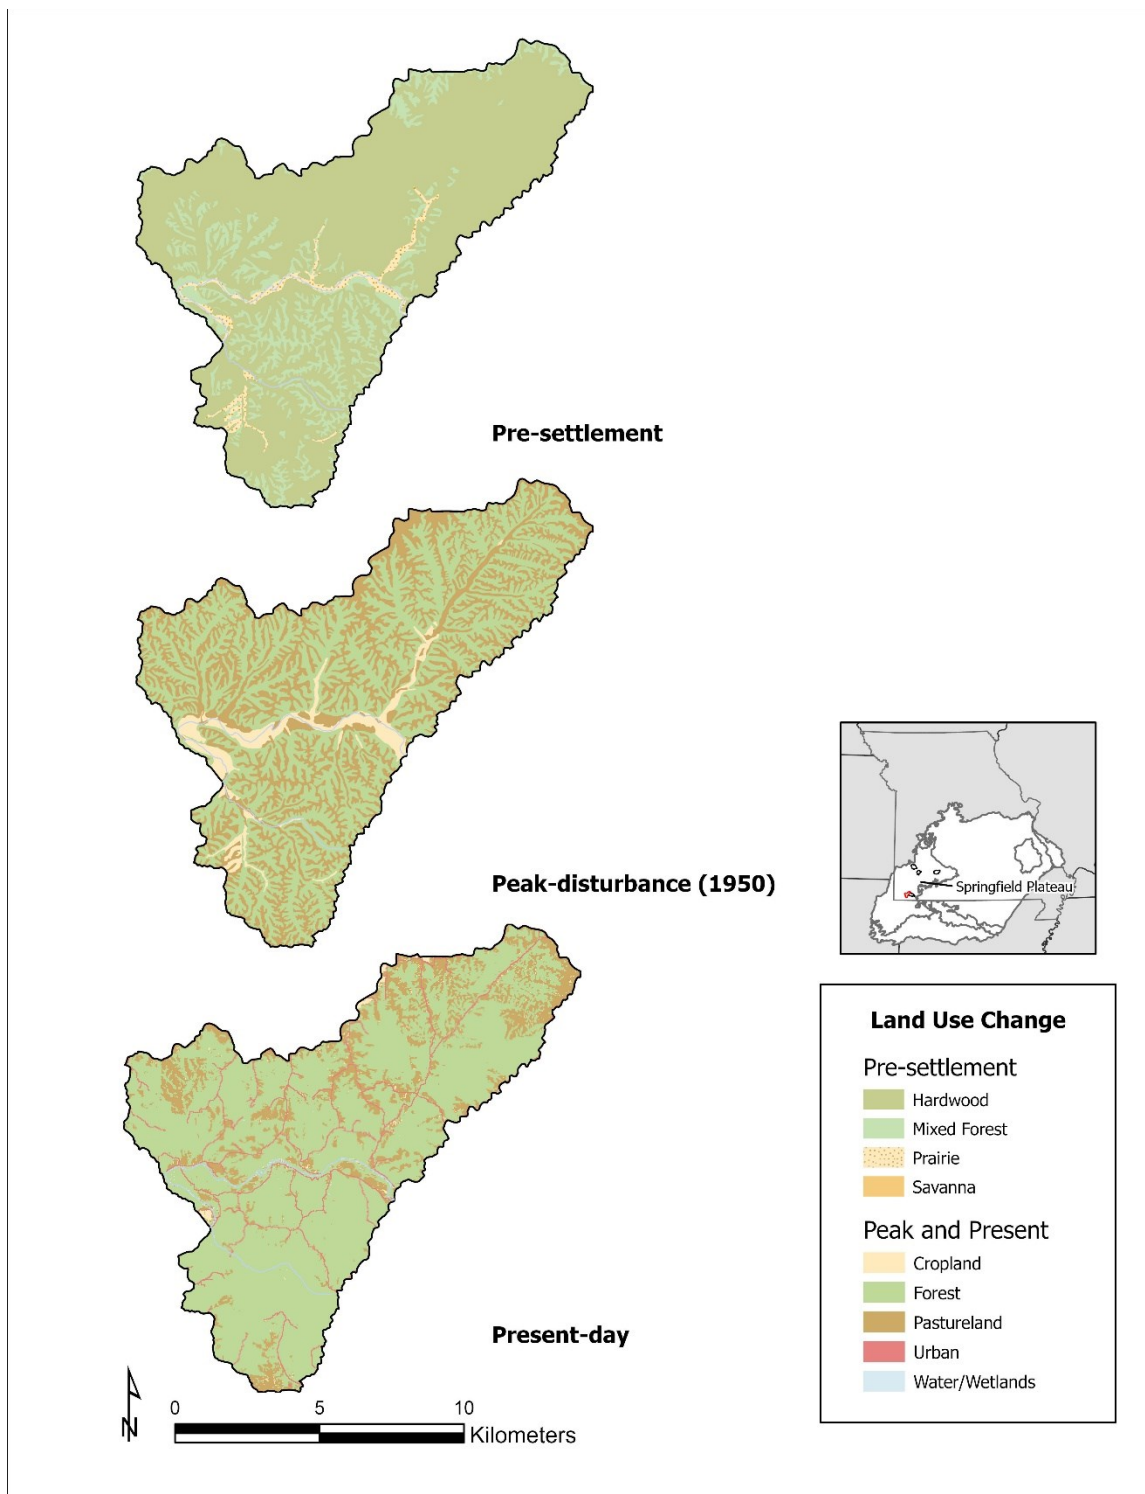 Pre-settlement
Peak-disturbance (1950)
Springfield Plateau
Land Use Change
Pre-settlement
Hardwood
Mixed Forest
Prairie
Savanna
Peak and Present
Cropland
Forest
Pastureland
Urban
Water/Wetlands
Present-day
N
0 5 10
Kilometers